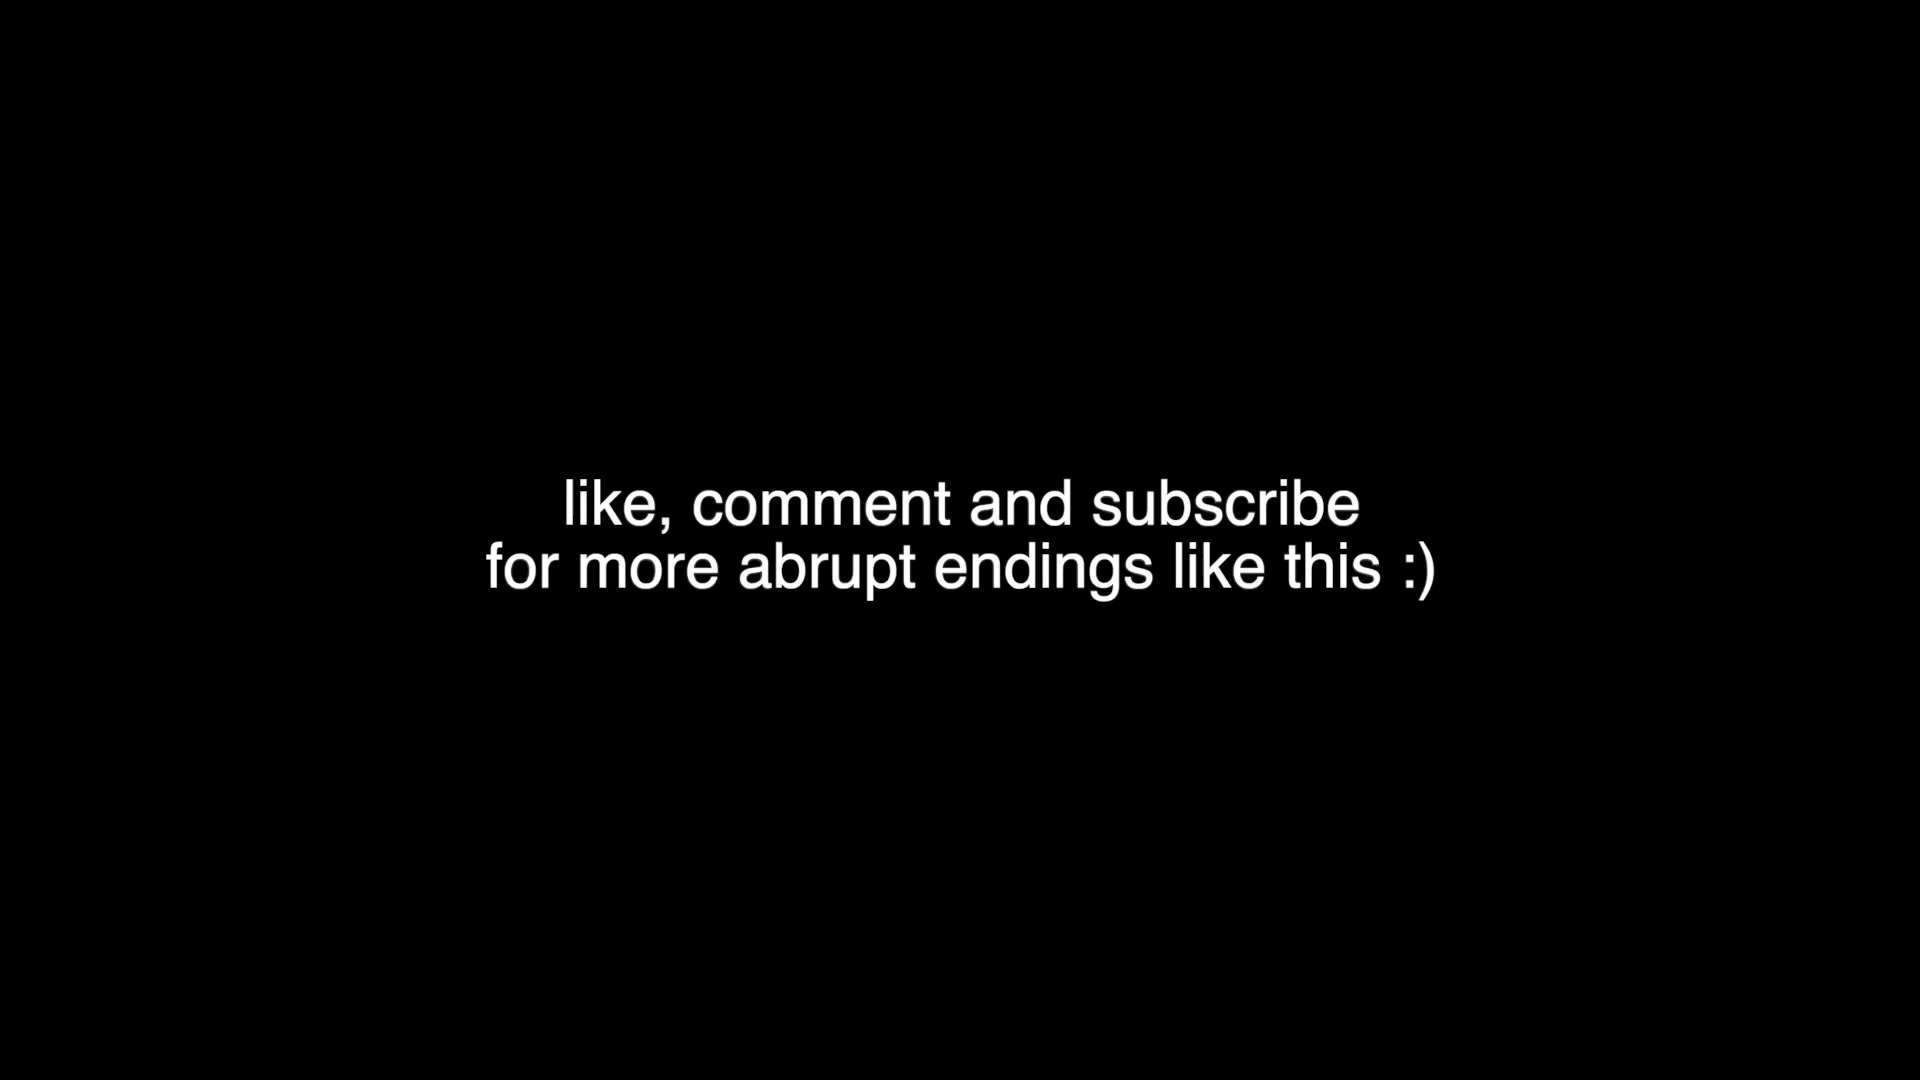 like, comment and subscribe
for more abrupt endings like this :)